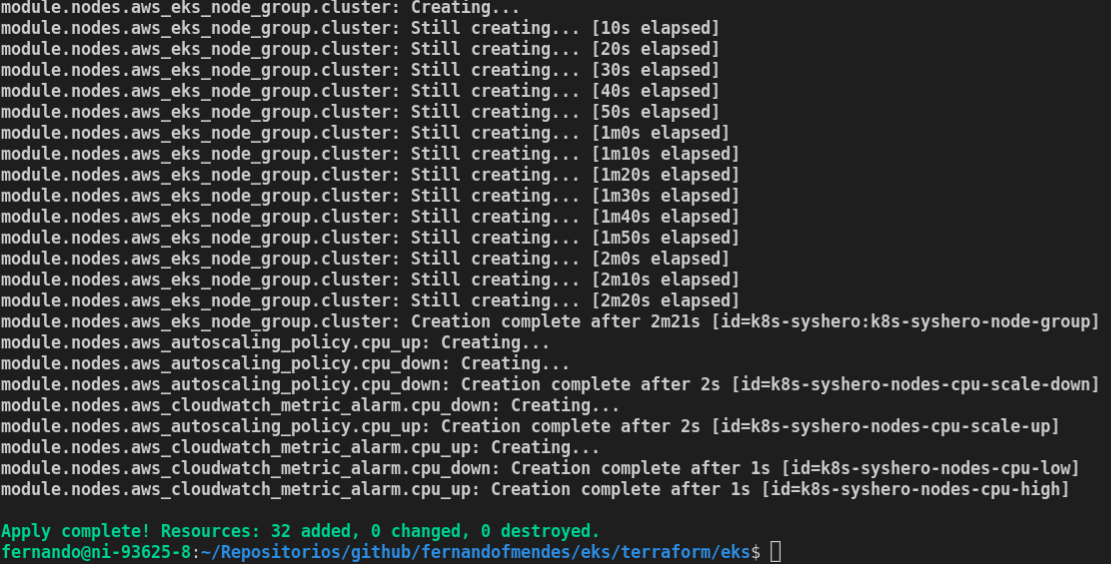 module.nodes.aws_eks_node_group.cluster: Creating...
module.nodes.aws_eks_node_group.cluster: Still creating... [10s elapsed]
module.nodes.aws_eks_node_group.cluster: Still creating... [20s elapsed]
module.nodes.aws_eks_node_group.cluster: Still creating... [30s elapsed]
module.nodes.aws_eks_node_group.cluster: Still creating... [40s elapsed]
module.nodes.aws_eks_node_group.cluster: Still creating... [50s elapsed]
module.nodes.aws_eks_node_group.cluster: Still creating... [1m0s elapsed]
module.nodes.aws_eks_node_group.cluster: Still creating... [1m10s elapsed]
module.nodes.aws_eks_node_group.cluster: Still creating... [1m20s elapsed]
module.nodes.aws_eks_node_group.cluster: Still creating... [1m30s elapsed]
module.nodes.aws_eks_node_group.cluster: Still creating... [1m40s elapsed]
module.nodes.aws_eks_node_group.cluster: Still creating... [1m50s elapsed]
module.nodes.aws_eks_node_group.cluster: Still creating... [2m0s elapsed]
module.nodes.aws_eks_node_group.cluster: Still creating... [2m10s elapsed]
module.nodes.aws_eks_node_group.cluster: Still creating... [2m20s elapsed]
module.nodes.aws_eks_node_group.cluster: Creation complete after 2m21s [id=k8s-syshero:k8s-syshero-node-group]
module.nodes.aws_autoscaling_policy.cpu_up: Creating...
module.nodes.aws_autoscaling_policy.cpu_down: Creating...
module.nodes.aws_autoscaling_policy.cpu_down: Creation complete after 2s [id=k8s-syshero-nodes-cpu-scale-down]
module.nodes.aws_cloudwatch_metric_alarm.cpu_down: Creating...
module.nodes.aws_autoscaling_policy.cpu_up: Creation complete after 2s [id=k8s-syshero-nodes-cpu-scale-up]
module.nodes.aws_cloudwatch_metric_alarm.cpu_up: Creating...
module.nodes.aws_cloudwatch_metric_alarm.cpu_down: Creation complete after 1s [id=k8s-syshero-nodes-cpu-low]
module.nodes.aws_cloudwatch_metric_alarm.cpu_up: Creation complete after 1s [id=k8s-syshero-nodes-cpu-high]
Apply complete! Resources: 32 added, 0 changed, 0 destroyed.
fernando@ni-93625-8:~/Repositorios/github/fernandofmendes/eks/terraform/eks$